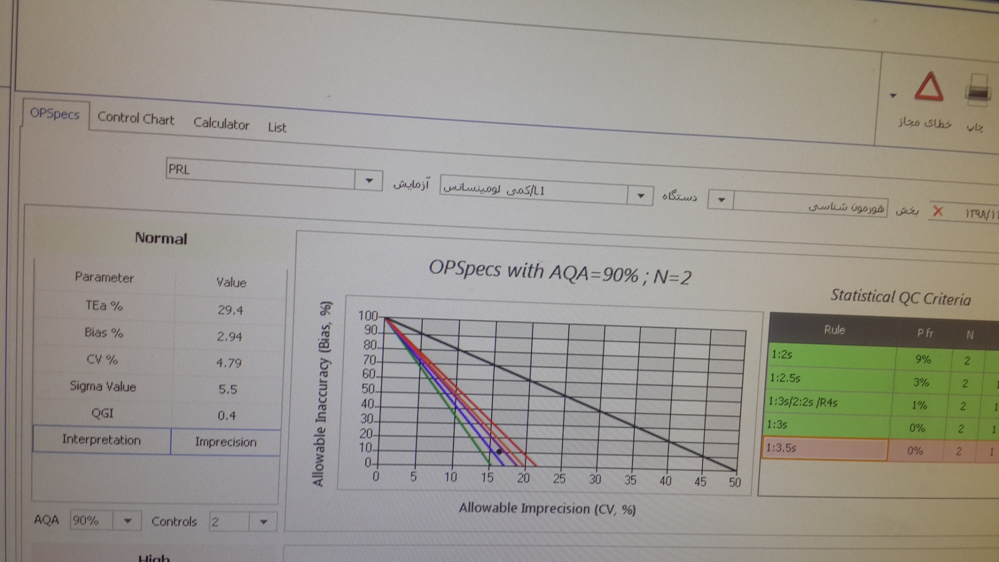 چاپ
خطای مجاز
OPSpecs Control Chart Calculator List
PRL آزمایش L1/کمی لومینسانس دستگاه هورمون شناسی بخش
Normal
Parameter Value
TEa % 29.4
Bias % 2.94
CV % 4.79
Sigma Value 5.5
QGI 0.4
Interpretation Imprecision
AQA 90% Controls 2
High
OPSpecs with AQA=90% ; N=2
Allowable Inaccuracy (Bias, %)
100
90
80
70
60
50
40
30
20
10
0
0 5 10 15 20 25 30 35 40 45 50
Allowable Imprecision (CV, %)
Statistical QC Criteria
Rule P fr N
1:2s 9% 2
1:2.5s 3% 2 1
1:3s/2:2s /R4s 1% 2 1
1:3s 0% 2 1
1:3.5s 0% 2 1